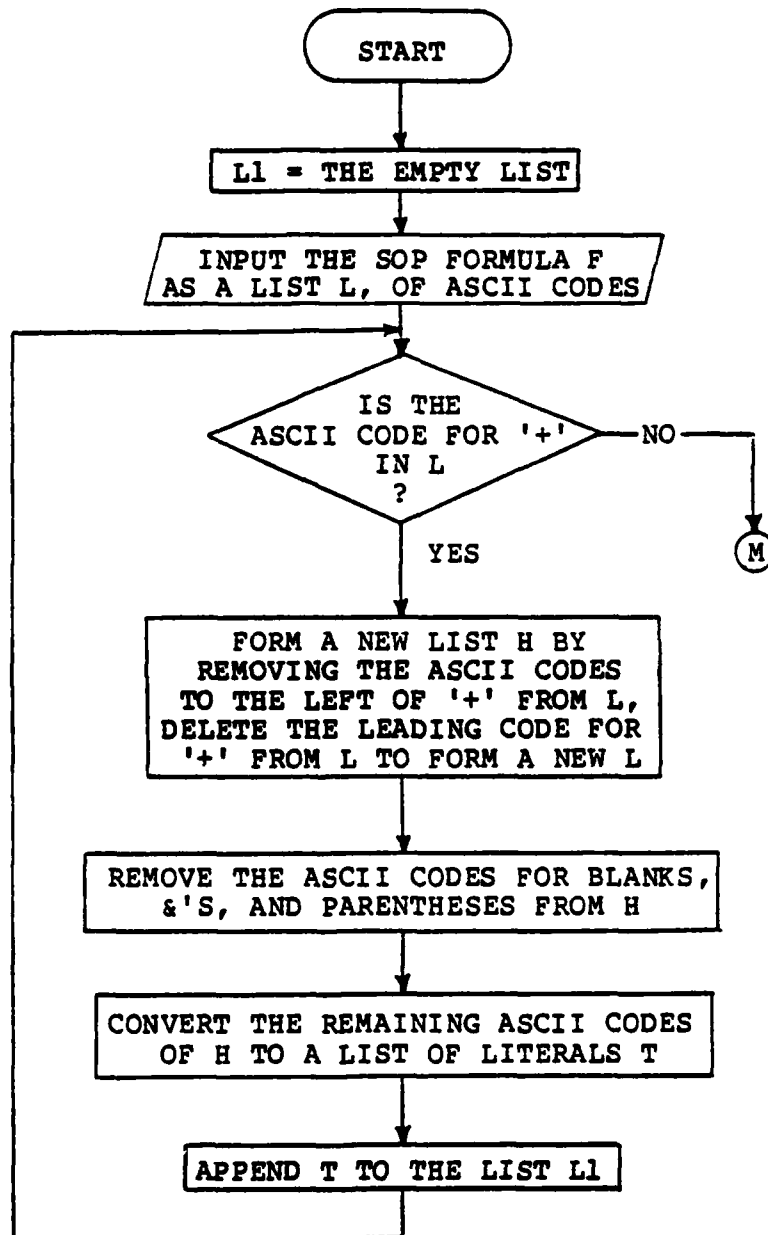 START
L1 = THE EMPTY LIST
INPUT THE SOP FORMULA F
AS A LIST L, OF ASCII CODES
IS THE
ASCII CODE FOR '+'
IN L
?
NO
M
YES
FORM A NEW LIST H BY
REMOVING THE ASCII CODES
TO THE LEFT OF '+' FROM L,
DELETE THE LEADING CODE FOR
'+' FROM L TO FORM A NEW L
REMOVE THE ASCII CODES FOR BLANKS,
&'S, AND PARENTHESES FROM H
CONVERT THE REMAINING ASCII CODES
OF H TO A LIST OF LITERALS T
APPEND T TO THE LIST L1